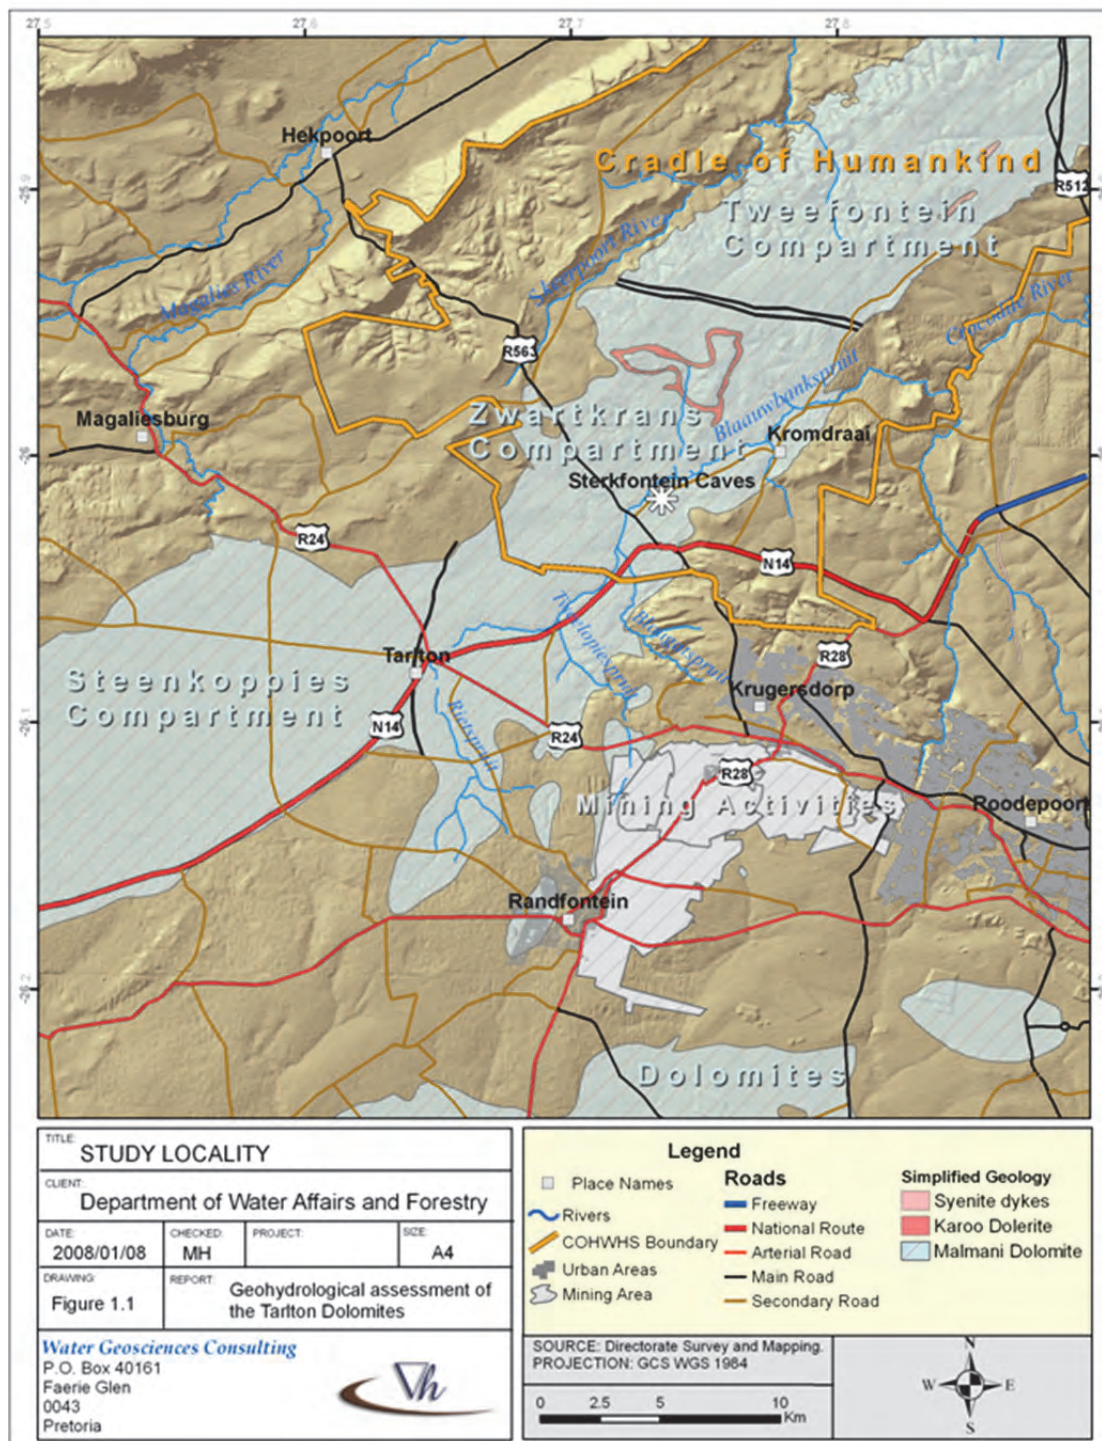 27.5 27.6 27.7 27.8
Hekpoort
Cradle of Humankind
-25.9
R512
Tweefontein
Compartment
Skeerpoort River
Magalies River
Crocodile River
R563
Magaliesburg
Zwartkrans
Compartment
Blaauwbankspruit
Kromdraai
-26
Sterkfontein Caves
R24
N14
Tweelopiespruit
Blougatspruit
Tarlton
R28
Steenkoppies
Compartment
Krugersdorp
N14
Rietspruit
R24
-26.1
R28
Mining Activities
Roodepoort
Randfontein
-26.2
Dolomites
TITLE:
STUDY LOCALITY
CLIENT:
Department of Water Affairs and Forestry
DATE: CHECKED: PROJECT: SIZE:
2008/01/08 MH A4
DRAWING: REPORT:
Figure 1.1 Geohydrological assessment of
the Tarlton Dolomites
Water Geosciences Consulting
P.O. Box 40161
Faerie Glen
0043
Pretoria
Vh
Legend
Place Names
Rivers
COHWHS Boundary
Urban Areas
Mining Area
Roads
Freeway
National Route
Arterial Road
Main Road
Secondary Road
Simplified Geology
Syenite dykes
Karoo Dolerite
Malmani Dolomite
SOURCE: Directorate Survey and Mapping.
PROJECTION: GCS WGS 1984
0 2.5 5 10
Km
N
W E
S